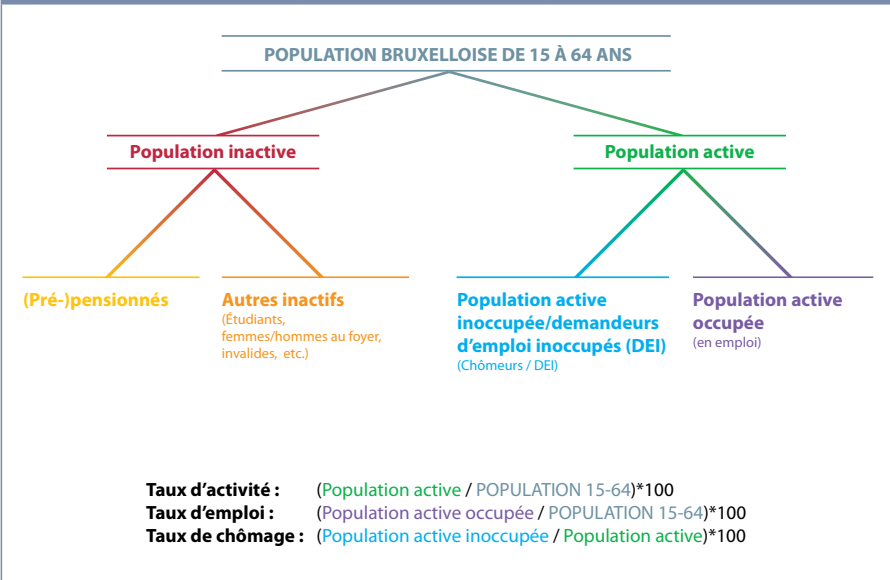 POPULATION BRUXELLOISE DE 15 À 64 ANS
Population inactive
Population active
(Pré-)pensionnés
Autres inactifs
(Étudiants,
femmes/hommes au foyer,
invalides, etc.)
Population active
inoccupée/demandeurs
d’emploi inoccupés (DEI)
(Chômeurs / DEI)
Population active
occupée
(en emploi)
Taux d’activité : (Population active / POPULATION 15-64)*100
Taux d’emploi : (Population active occupée / POPULATION 15-64)*100
Taux de chômage : (Population active inoccupée / Population active)*100